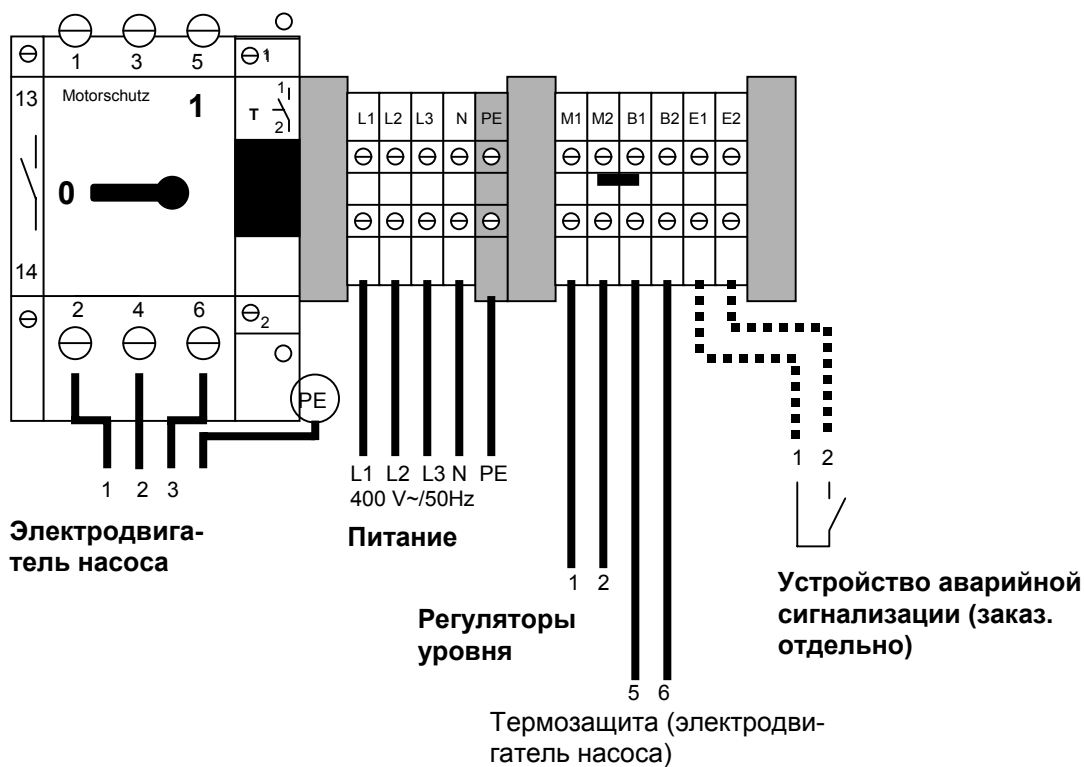 1 3 5 1
13 Motorschutz 1 T 1
2
0
14
2 4 6 2
PE
L1 L2 L3 N PE M1 M2 B1 B2 E1 E2
1 2 3
Электродвига-
тель насоса
L1 L2 L3 N PE
400 V~/50Hz
Питание
1 2
Регуляторы
уровня
5 6
Термозащита (электродви-
гатель насоса)
1 2
Устройство аварийной
сигнализации (заказ.
отдельно)